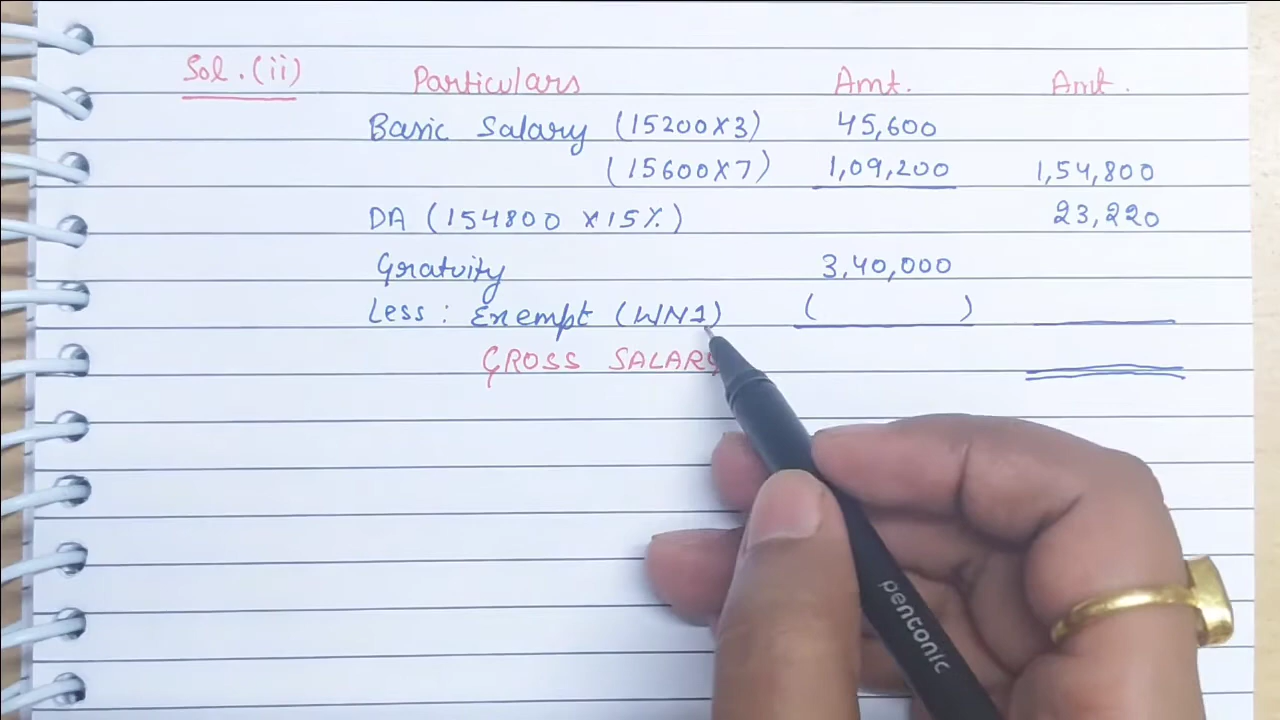 Sol.(ii) Particulars Amt. Amt.
Basic Salary (15200X3) 45,600
(15600X7) 1,09,200 1,54,800
DA (154800 X15%) 23,220
Gratuity 3,40,000
Less: Exempt (WN1) ( )
GROSS SALARY
pentonic